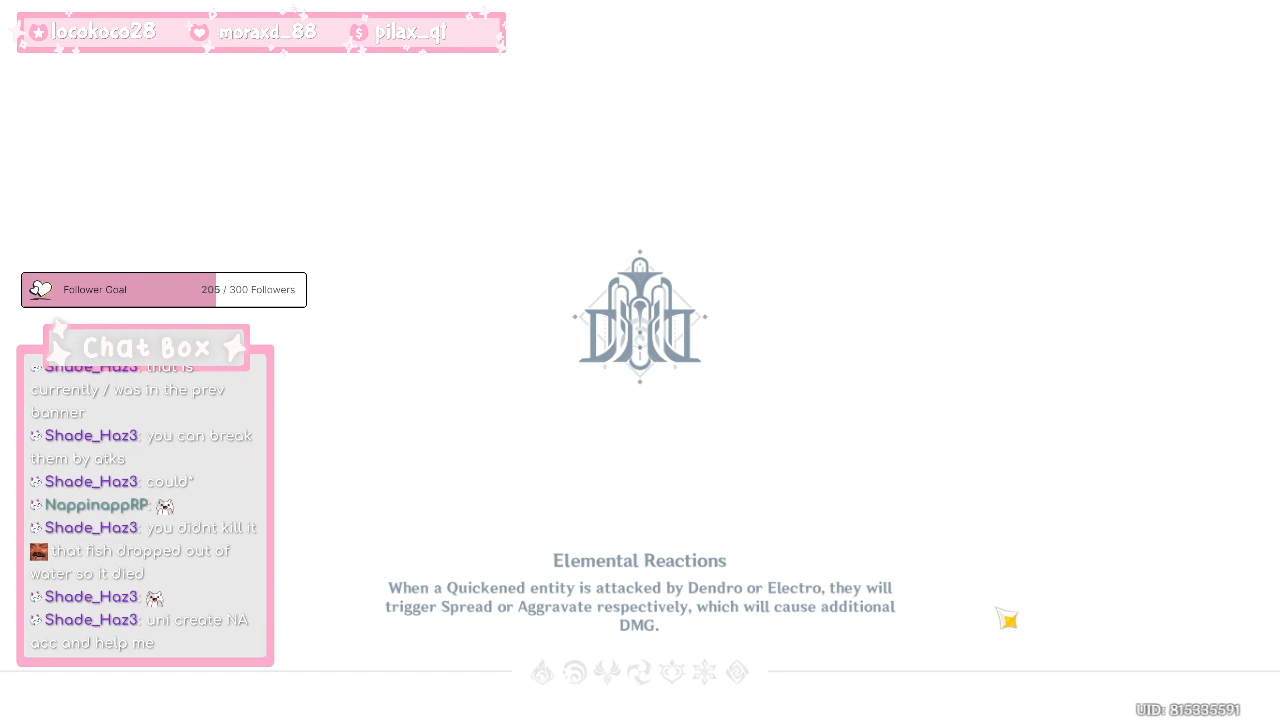 locokoco28 moraxd_88 pilax_qt
Follower Goal 205 / 300 Followers
Chat Box
Shade_Haz3: that is
currently / was in the prev
banner
Shade_Haz3: you can break
them by atks
Shade_Haz3: could*
NappinappRP:
Shade_Haz3: you didnt kill it
that fish dropped out of
water so it died
Shade_Haz3:
Shade_Haz3: uni create NA
acc and help me
Elemental Reactions
When a Quickened entity is attacked by Dendro or Electro, they will
trigger Spread or Aggravate respectively, which will cause additional
DMG.
UID: 815335591